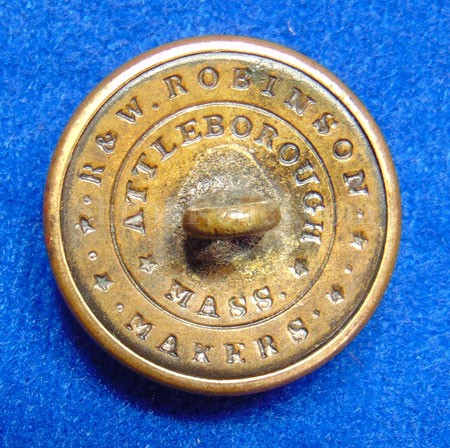 R & W. ROBINSON
ATTLEBOROUGH
MASS.
MAKERS.